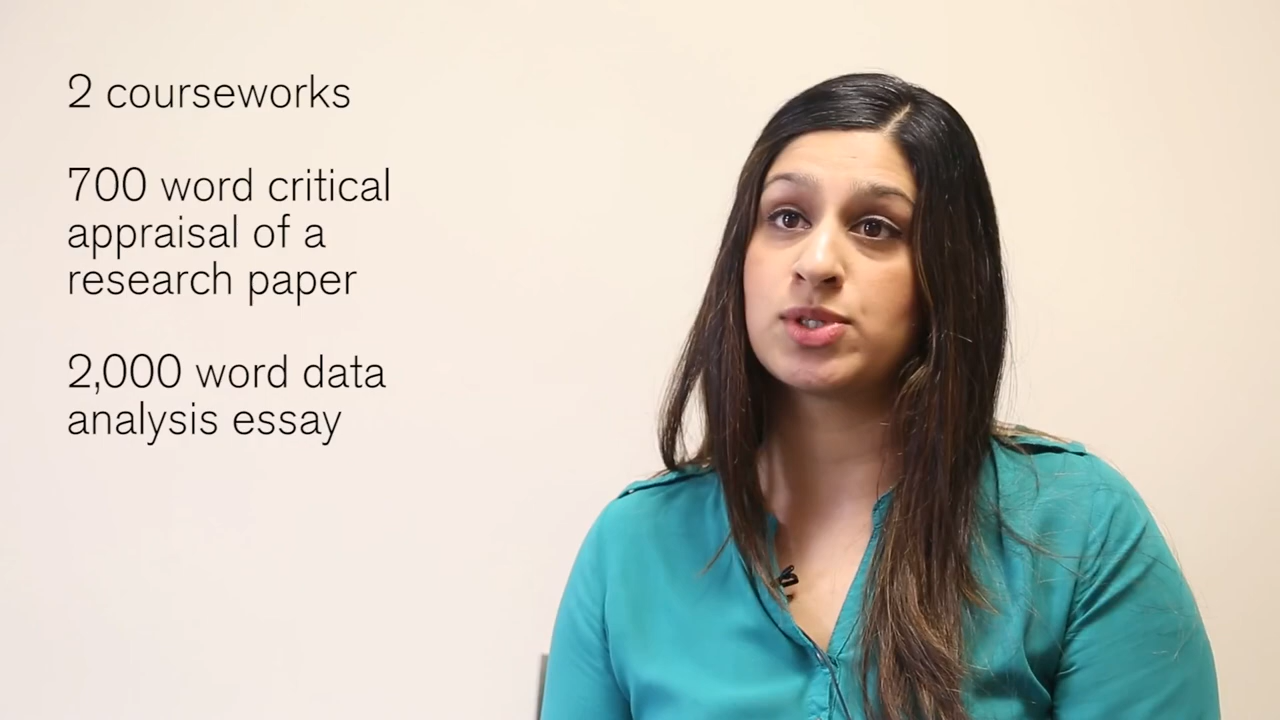 2 courseworks
700 word critical
appraisal of a
research paper
2,000 word data
analysis essay